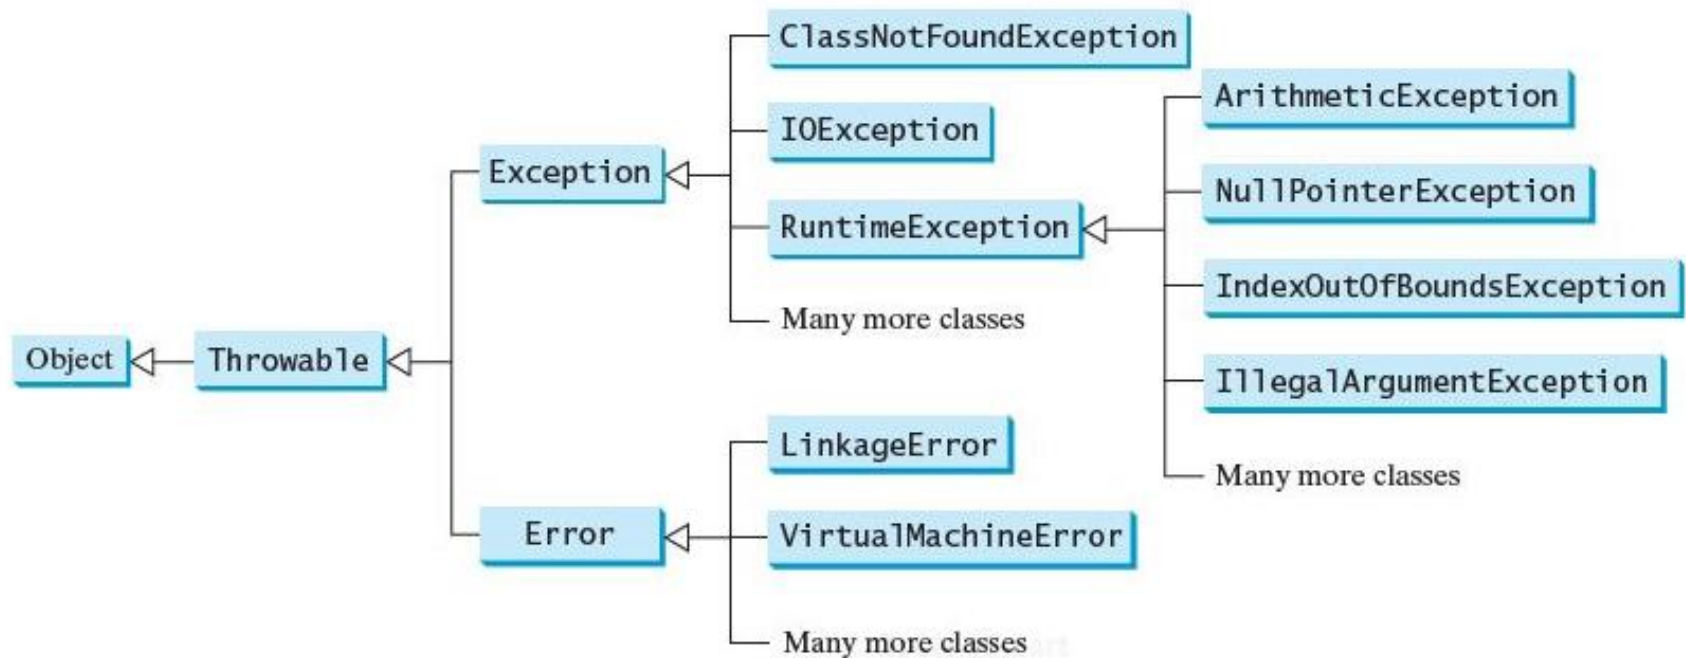 ClassNotFoundException
ArithmeticException
IOException
Exception
NullPointerException
RuntimeException
IndexOutOfBoundsException
Many more classes
Object
Throwable
IllegalArgumentException
LinkageError
Many more classes
Error
VirtualMachineError
Many more classes